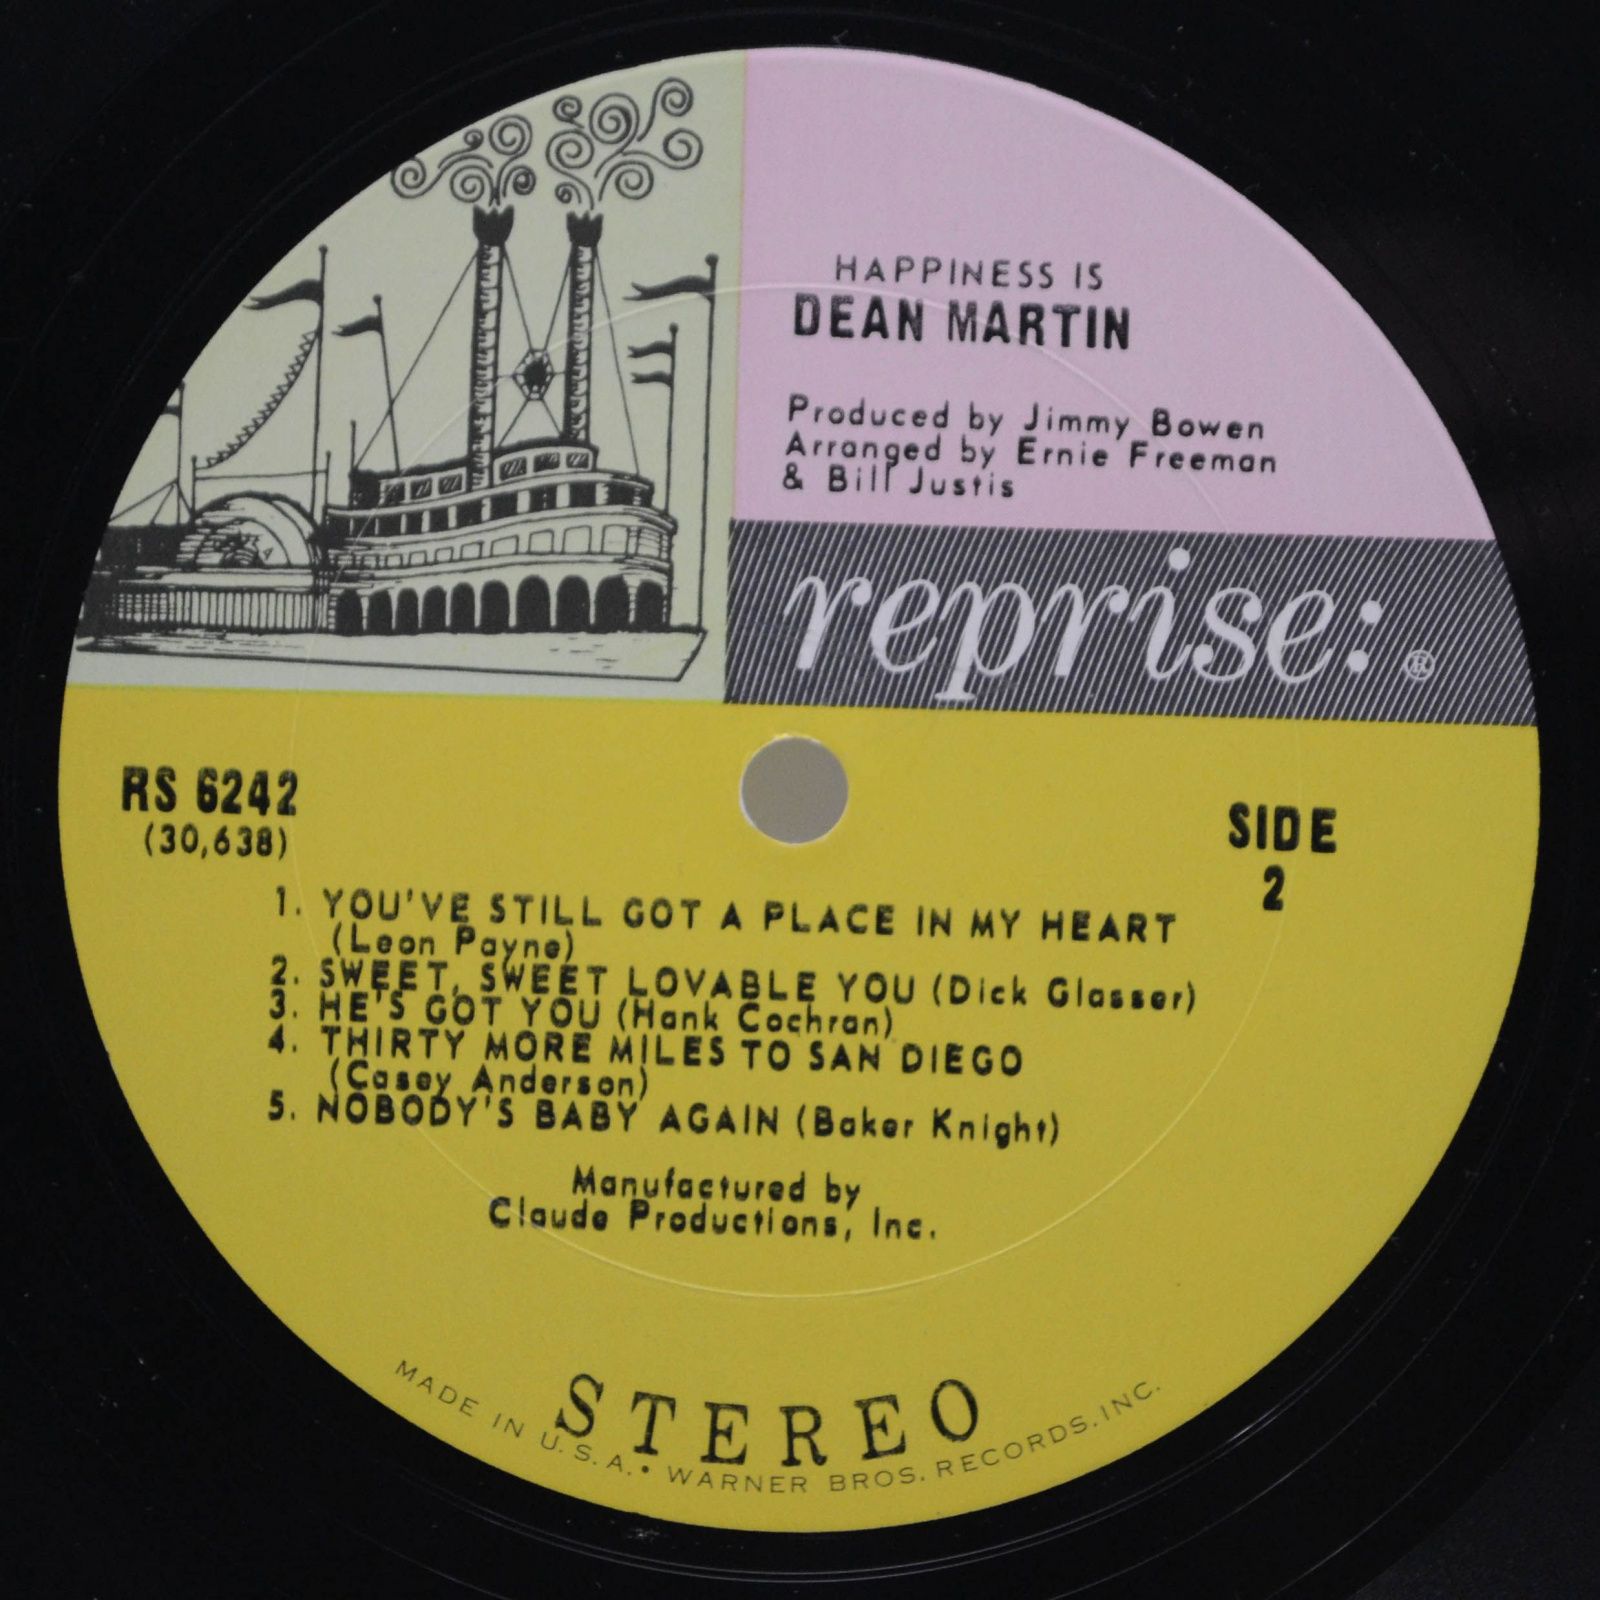 HAPPINESS IS
DEAN MARTIN
Produced by Jimmy Bowen
Arranged by Ernie Freeman
& Bill Justis
reprise: ®
RS 6242
(30,638)
SIDE
2
1. YOU'VE STILL GOT A PLACE IN MY HEART
(Leon Payne)
2. SWEET, SWEET LOVABLE YOU (Dick Glasser)
3. HE'S GOT YOU (Hank Cochran)
4. THIRTY MORE MILES TO SAN DIEGO
(Casey Anderson)
5. NOBODY'S BABY AGAIN (Baker Knight)
Manufactured by
Claude Productions, Inc.
STEREO
MADE IN U.S.A. • WARNER BROS. RECORDS. INC.